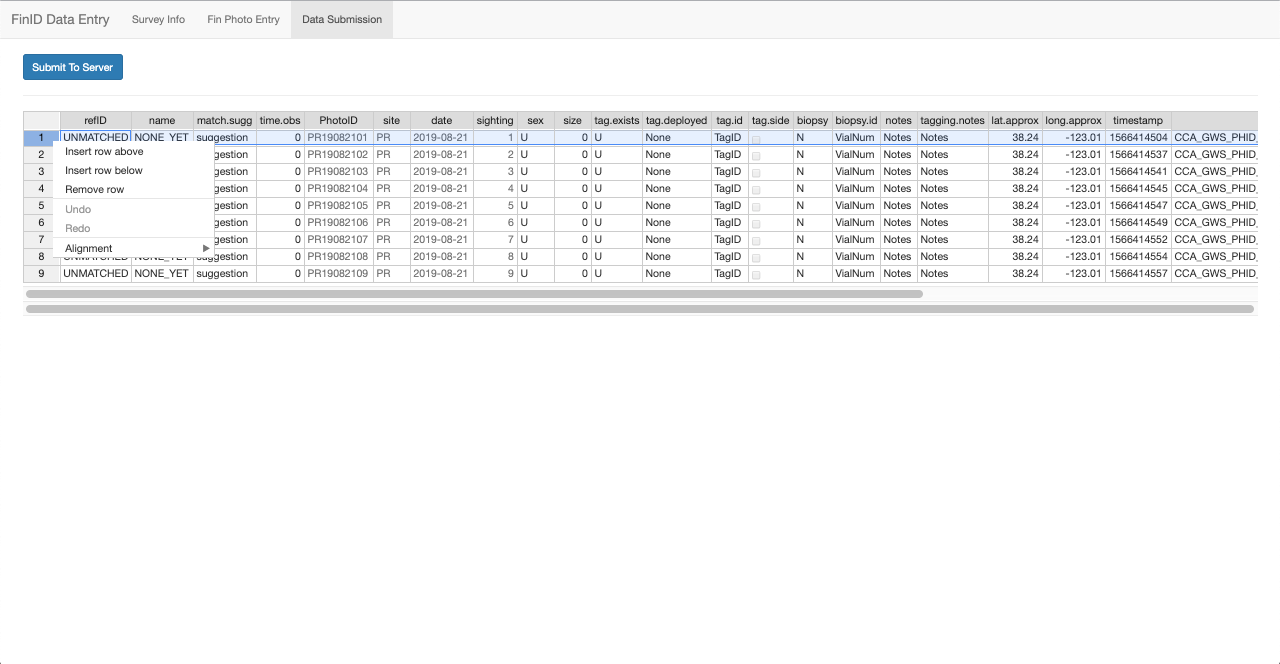 FinID Data Entry Survey Info Fin Photo Entry Data Submission
Submit To Server
refID name match.sugg time.obs PhotoID site date sighting sex size tag.exists tag.deployed tag.id tag.side biopsy biopsy.id notes tagging.notes lat.approx long.approx timestamp
1 UNMATCHED NONE_YET suggestion 0 PR19082101 PR 2019-08-21 1 U 0 U None TagID N VialNum Notes Notes 38.24 -123.01 1566414504 CCA_GWS_PHID_
2 gestion 0 PR19082102 PR 2019-08-21 2 U 0 U None TagID N VialNum Notes Notes 38.24 -123.01 1566414537 CCA_GWS_PHID_
3 gestion 0 PR19082103 PR 2019-08-21 3 U 0 U None TagID N VialNum Notes Notes 38.24 -123.01 1566414541 CCA_GWS_PHID_
4 gestion 0 PR19082104 PR 2019-08-21 4 U 0 U None TagID N VialNum Notes Notes 38.24 -123.01 1566414545 CCA_GWS_PHID_
5 gestion 0 PR19082105 PR 2019-08-21 5 U 0 U None TagID N VialNum Notes Notes 38.24 -123.01 1566414547 CCA_GWS_PHID_
6 gestion 0 PR19082106 PR 2019-08-21 6 U 0 U None TagID N VialNum Notes Notes 38.24 -123.01 1566414549 CCA_GWS_PHID_
7 gestion 0 PR19082107 PR 2019-08-21 7 U 0 U None TagID N VialNum Notes Notes 38.24 -123.01 1566414552 CCA_GWS_PHID_
8 UNMATCHED NONE_YET suggestion 0 PR19082108 PR 2019-08-21 8 U 0 U None TagID N VialNum Notes Notes 38.24 -123.01 1566414554 CCA_GWS_PHID_
9 UNMATCHED NONE_YET suggestion 0 PR19082109 PR 2019-08-21 9 U 0 U None TagID N VialNum Notes Notes 38.24 -123.01 1566414557 CCA_GWS_PHID_
Insert row above
Insert row below
Remove row
Undo
Redo
Alignment